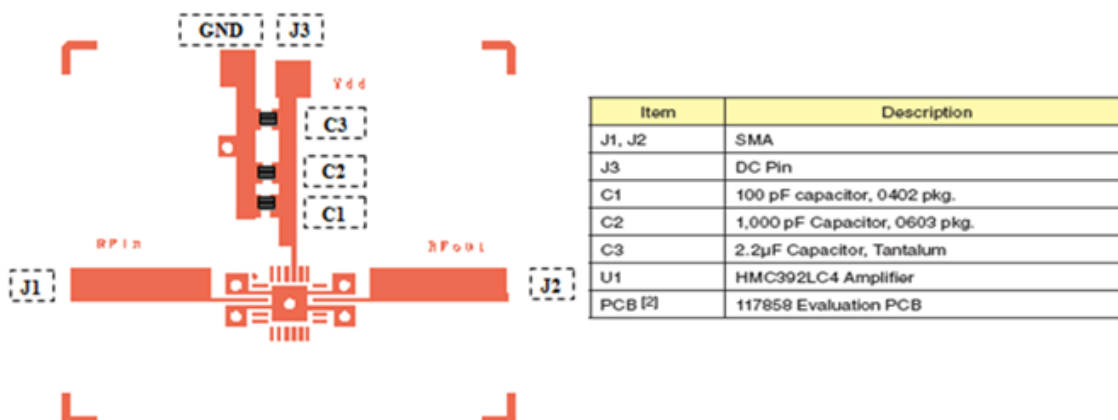 GND
J3
Vdd
C3
C2
C1
RFin
RFout
J1
J2
Item Description
J1, J2 SMA
J3 DC Pin
C1 100 pF capacitor, 0402 pkg.
C2 1,000 pF Capacitor, 0603 pkg.
C3 2.2µF Capacitor, Tantalum
U1 HMC392LC4 Amplifier
PCB [2] 117858 Evaluation PCB